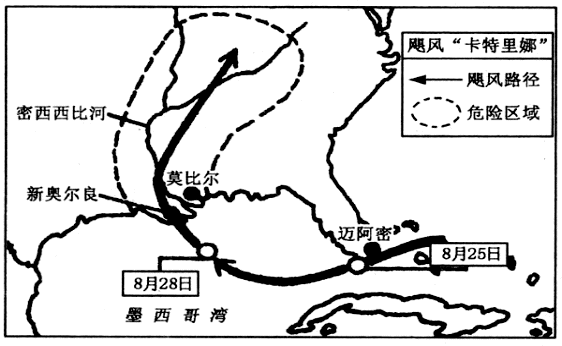 飓风“卡特里娜”
飓风路径
危险区域
密西西比河
莫比尔
新奥尔良
迈阿密
8月25日
8月28日
墨西哥湾